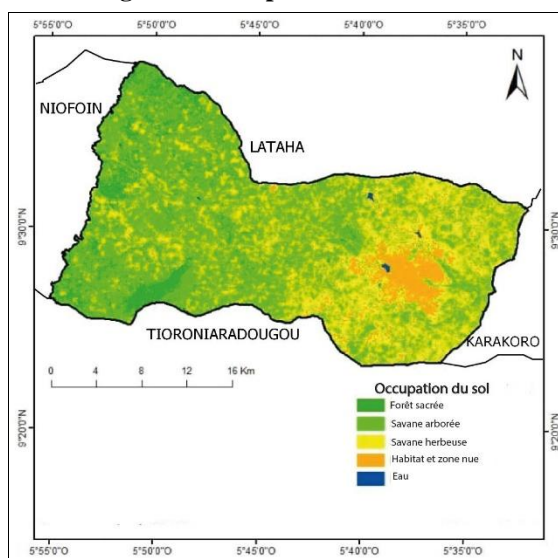 5°55'0"O 5°50'0"O 5°45'0"O 5°40'0"O 5°35'0"O
N
NIOFOIN
LATAHA
9°30'0"N
9°30'0"N
TIORONIARADOUGOU
KARAKORO
0 4 8 12 16 Km
Occupation du sol
Forêt sacrée
Savane arborée
Savane herbeuse
Habitat et zone nue
Eau
9°20'0"N
9°20'0"N
5°55'0"O 5°50'0"O 5°45'0"O 5°40'0"O 5°35'0"O